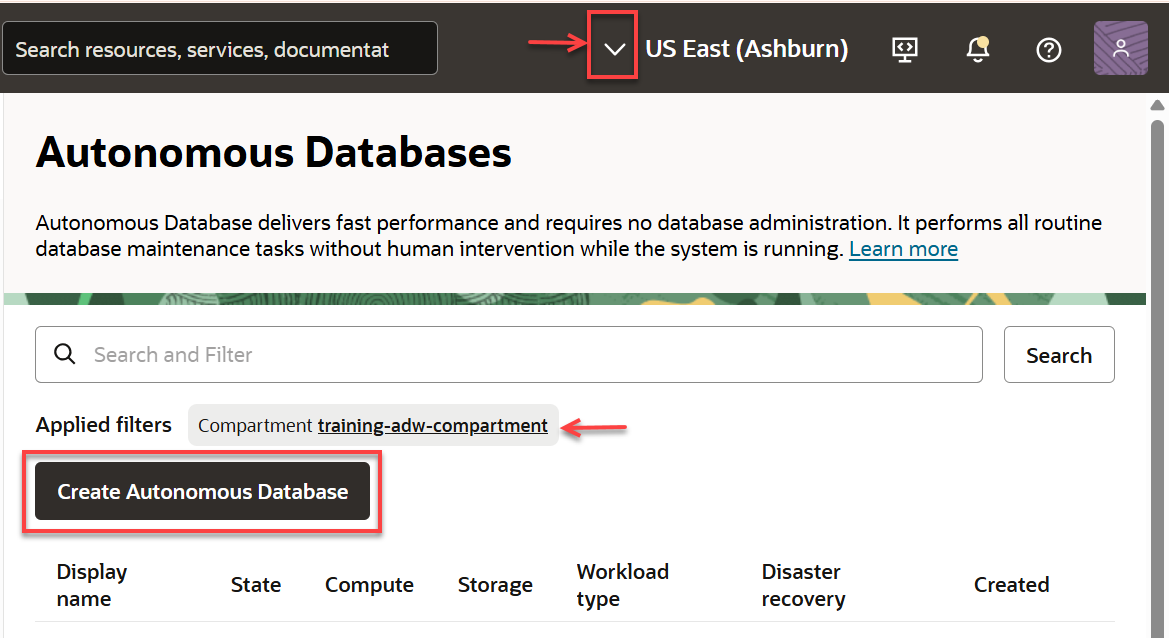 Search resources, services, documentat
US East (Ashburn)
Autonomous Databases
Autonomous Database delivers fast performance and requires no database administration. It performs all routine
database maintenance tasks without human intervention while the system is running. Learn more
Search and Filter
Search
Applied filters
Compartment training-adw-compartment
Create Autonomous Database
Display name
State
Compute
Storage
Workload type
Disaster recovery
Created